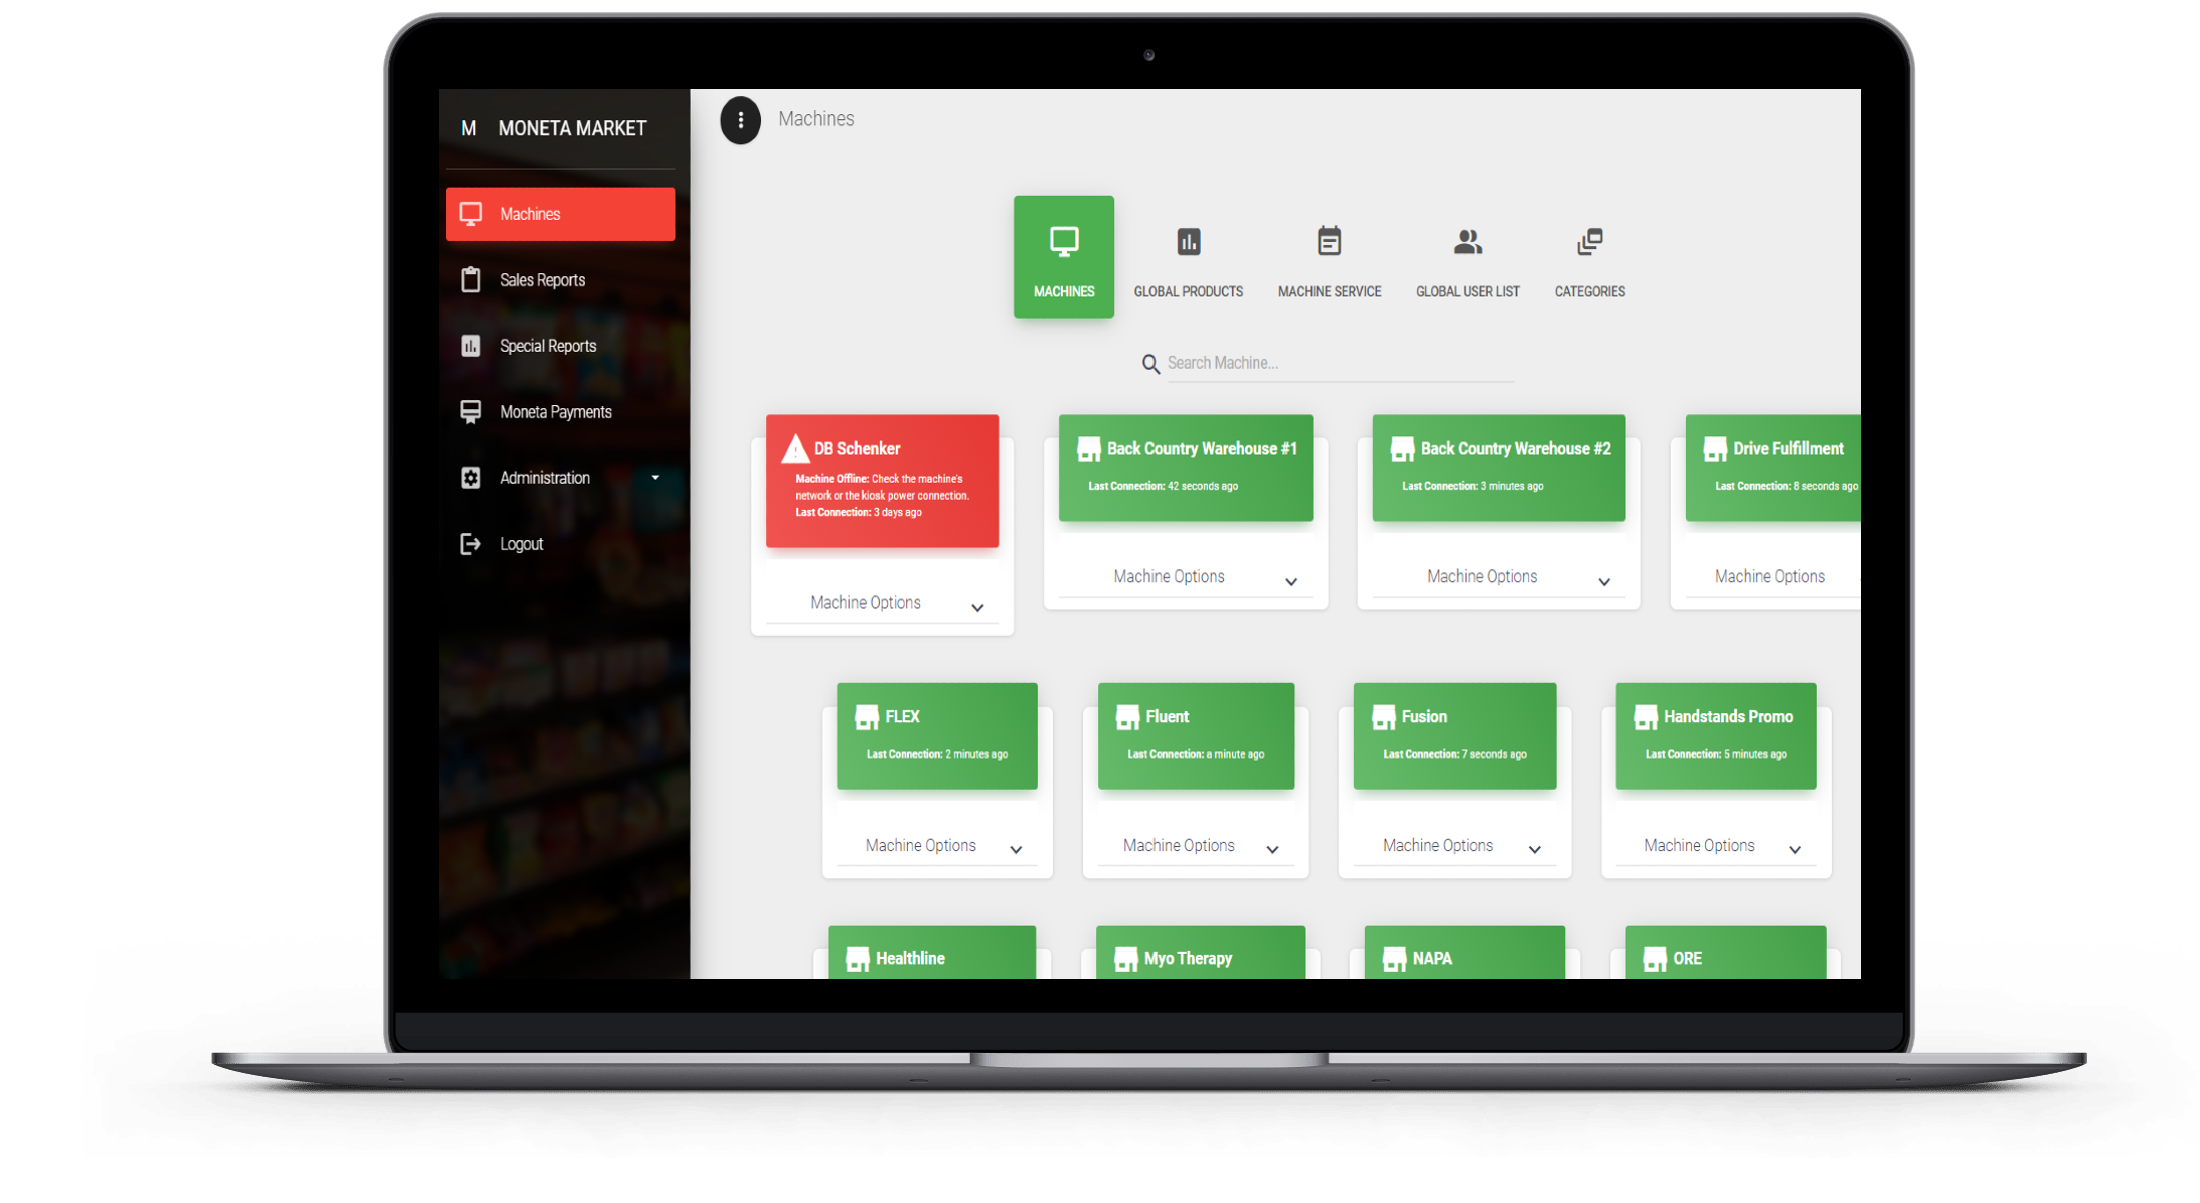 M MONETA MARKET
Machines
Sales Reports
Special Reports
Moneta Payments
Administration
Logout
Machines
MACHINES
GLOBAL PRODUCTS
MACHINE SERVICE
GLOBAL USER LIST
CATEGORIES
Search Machine...
DB Schenker
Machine Offline: Check the machine's
network or the kiosk power connection.
Last Connection: 3 days ago
Machine Options
Back Country Warehouse #1
Last Connection: 42 seconds ago
Machine Options
Back Country Warehouse #2
Last Connection: 3 minutes ago
Machine Options
Drive Fulfillment
Last Connection: 8 seconds ago
Machine Options
FLEX
Last Connection: 2 minutes ago
Machine Options
Fluent
Last Connection: a minute ago
Machine Options
Fusion
Last Connection: 7 seconds ago
Machine Options
Handstands Promo
Last Connection: 5 minutes ago
Machine Options
Healthline
Myo Therapy
NAPA
ORE